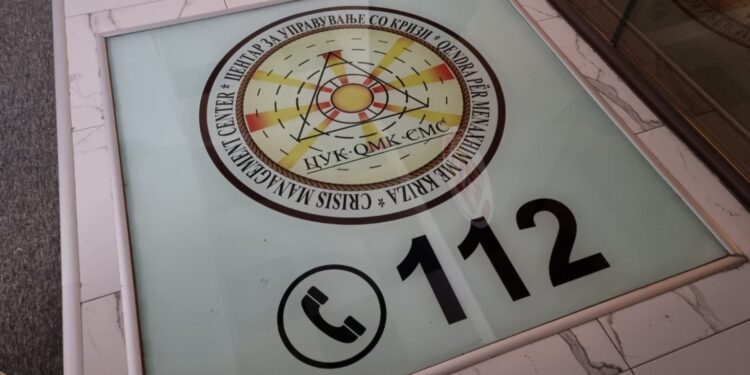 ЦЕНТАР ЗА УПРАВУВАЊЕ СО КРИЗИ * QENDRA PËR MENAXHIM ME KRIZA * CRISIS MANAGEMENT CENTER *
ЦУК·QMK·CMC
112